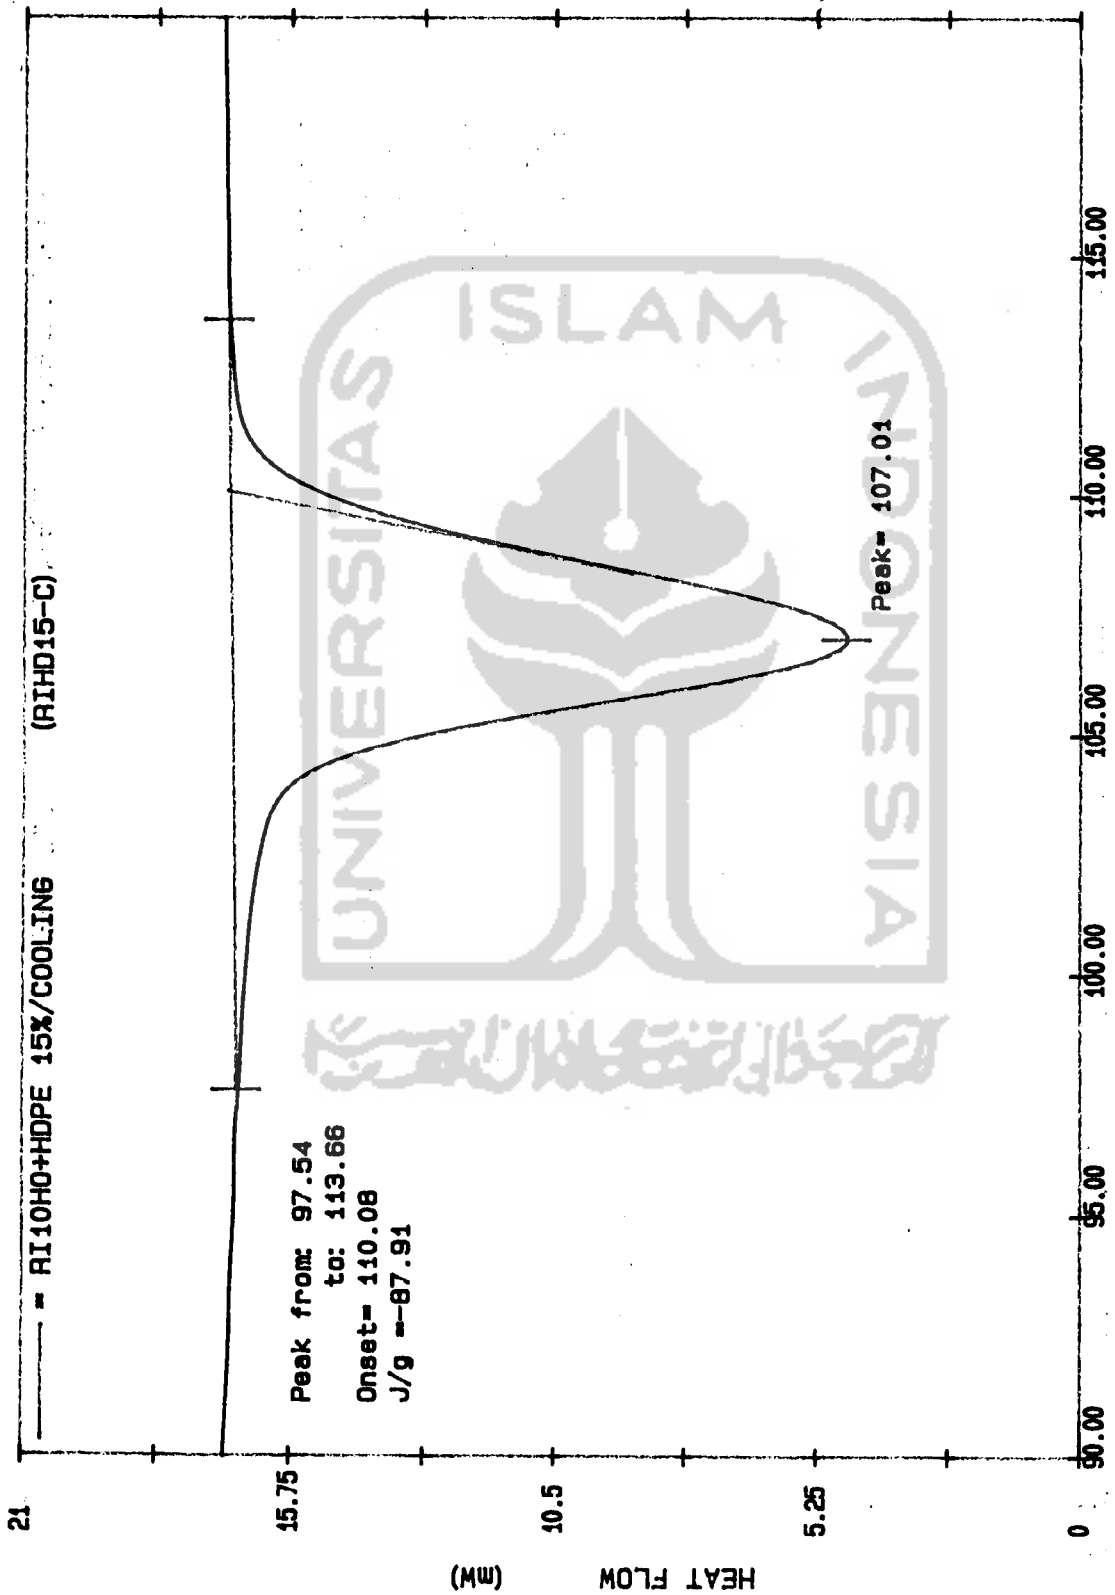 — = RI10HO+HDPE 15%/COOLING (RIHD15-C)
21
15.75
10.5
5.25
0
HEAT FLOW (mW)
Peak from: 97.54
to: 113.66
Onset= 110.08
J/g =-87.91
Peak= 107.01
90.00
95.00
100.00
105.00
110.00
115.00
UNIVERSITAS
ISLAM
INDONESIA